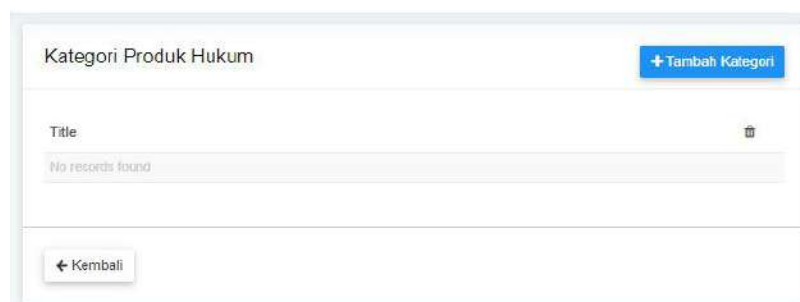 Kategori Produk Hukum
+ Tambah Kategori
Title
No records found
← Kembali